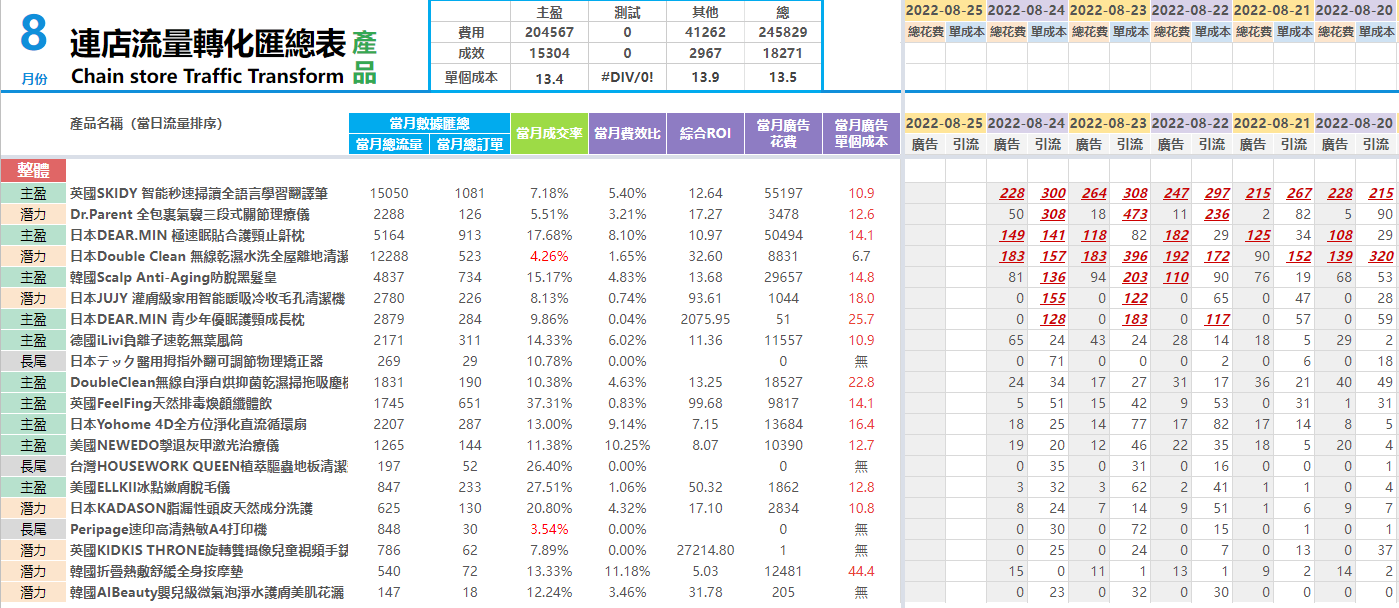 8
月份
連店流量轉化匯總表
產品
Chain store Traffic Transform
主盈 測試 其他 總
費用 204567 0 41262 245829
成效 15304 0 2967 18271
單個成本 13.4 #DIV/0! 13.9 13.5
2022-08-25 2022-08-24 2022-08-23 2022-08-22 2022-08-21 2022-08-20
總花費 單成本 總花費 單成本 總花費 單成本 總花費 單成本 總花費 單成本 總花費 單成本
產品名稱（當日流量排序）
當月數據匯總
當月總流量 當月總訂單
當月成交率 當月費效比 綜合ROI 當月廣告花費 當月廣告單個成本
2022-08-25 2022-08-24 2022-08-23 2022-08-22 2022-08-21 2022-08-20
廣告 引流 廣告 引流 廣告 引流 廣告 引流 廣告 引流 廣告 引流
整體
主盈 英國SKIDY 智能秒速掃讀全語言學習翻譯筆 15050 1081 7.18% 5.40% 12.64 55197 10.9 228 300 264 308 247 297 215 267 228 215
潛力 Dr.Parent 全包裹氣囊三段式關節理療儀 2288 126 5.51% 3.21% 17.27 3478 12.6 50 308 18 473 11 236 2 82 5 90
主盈 日本DEAR.MIN 極速眠貼合護頸止鼾枕 5164 913 17.68% 8.10% 10.97 50494 14.1 149 141 118 82 182 29 125 34 108 29
潛力 日本Double Clean 無線乾濕水洗全屋離地清潔 12288 523 4.26% 1.65% 32.60 8831 6.7 183 157 183 396 192 172 90 152 139 320
主盈 韓國Scalp Anti-Aging防脫黑髮皇 4837 734 15.17% 4.83% 13.68 29657 14.8 81 136 94 203 110 90 76 19 68 53
潛力 日本JUJY 灌膚級家用智能暖吸冷收毛孔清潔機 2780 226 8.13% 0.74% 93.61 1044 18.0 0 155 0 122 0 65 0 47 0 28
主盈 日本DEAR.MIN 青少年優眠護頸成長枕 2879 284 9.86% 0.04% 2075.95 51 25.7 0 128 0 183 0 117 0 57 0 59
主盈 德國iLivi負離子速乾無葉風筒 2171 311 14.33% 6.02% 11.36 11557 10.9 65 24 43 24 28 14 18 5 29 2
長尾 日本テック醫用拇指外翻可調節物理矯正器 269 29 10.78% 0.00% 0 無 0 71 0 0 0 2 0 6 0 18
主盈 DoubleClean無線自淨自烘抑菌乾濕掃拖吸塵 1831 190 10.38% 4.63% 13.25 18527 22.8 24 34 17 27 31 17 36 21 40 49
主盈 英國FeelFing天然排毒煥顏纖體飲 1745 651 37.31% 0.83% 99.68 9817 14.1 5 51 15 42 9 53 0 31 1 31
主盈 日本Yohome 4D全方位淨化直流循環扇 2207 287 13.00% 9.14% 7.15 13684 16.4 18 25 14 77 17 82 17 14 8 5
主盈 美國NEWEDO擊退灰甲激光治療儀 1265 144 11.38% 10.25% 8.07 10390 12.7 19 20 12 46 22 35 18 5 20 4
長尾 台灣HOUSEWORK QUEEN植萃驅蟲地板清潔 197 52 26.40% 0.00% 0 無 0 35 0 31 0 16 0 0 0 1
主盈 美國ELLKII冰點嫩膚脫毛儀 847 233 27.51% 1.06% 50.32 1862 12.8 3 32 3 62 2 41 1 1 0 4
潛力 日本KADASON脂漏性頭皮天然成分洗護 625 130 20.80% 4.32% 17.10 2834 10.8 8 24 7 14 9 51 1 6 9 7
長尾 Peripage速印高清熱敏A4打印機 848 30 3.54% 0.00% 0 無 0 30 0 72 0 15 0 1 0 1
潛力 英國KIDKIS THRONE旋轉雙攝像兒童視頻手錶 786 62 7.89% 0.00% 27214.80 1 無 0 25 0 24 0 7 0 13 0 37
潛力 韓國折疊熱敷舒緩全身按摩墊 540 72 13.33% 11.18% 5.03 12481 44.4 15 0 11 1 13 1 9 2 14 2
潛力 韓國AIBeauty嬰兒級微氣泡淨水護膚美肌花灑 147 18 12.24% 3.46% 31.78 205 無 0 23 0 32 0 30 0 0 0 0